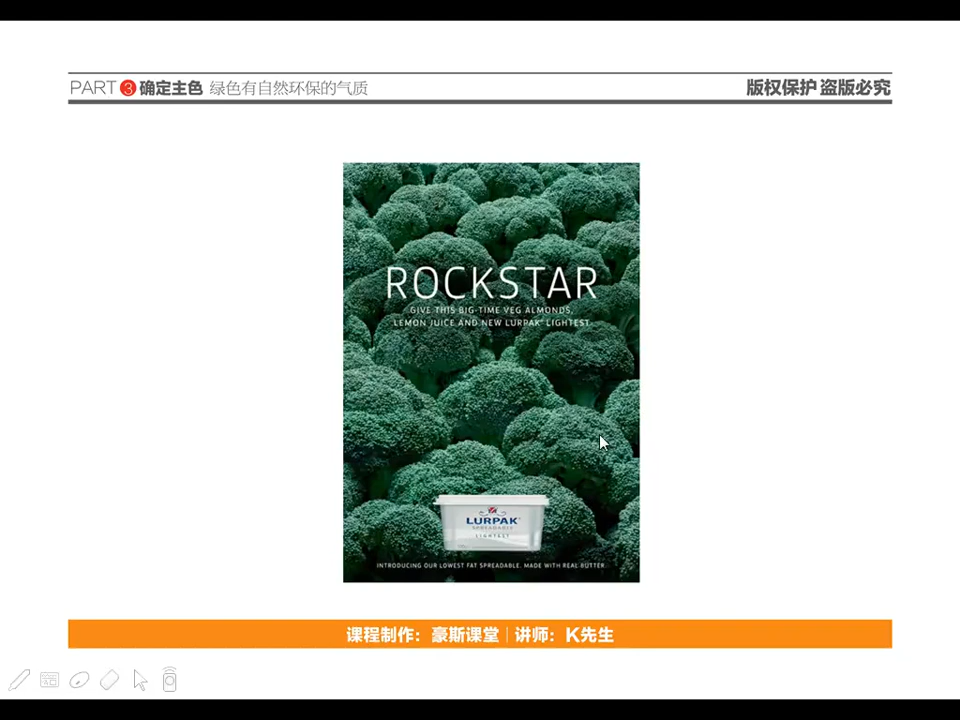 PART 3 确定主色 绿色有自然环保的气质
版权保护 盗版必究
ROCKSTAR
GIVE THIS BIG-TIME VEG ALMONDS,
LEMON JUICE AND NEW LURPAK® LIGHTEST.
LURPAK®
SPREADABLE
LIGHTEST
INTRODUCING OUR LOWEST FAT SPREADABLE. MADE WITH REAL BUTTER.
课程制作：豪斯课堂 | 讲师：K先生